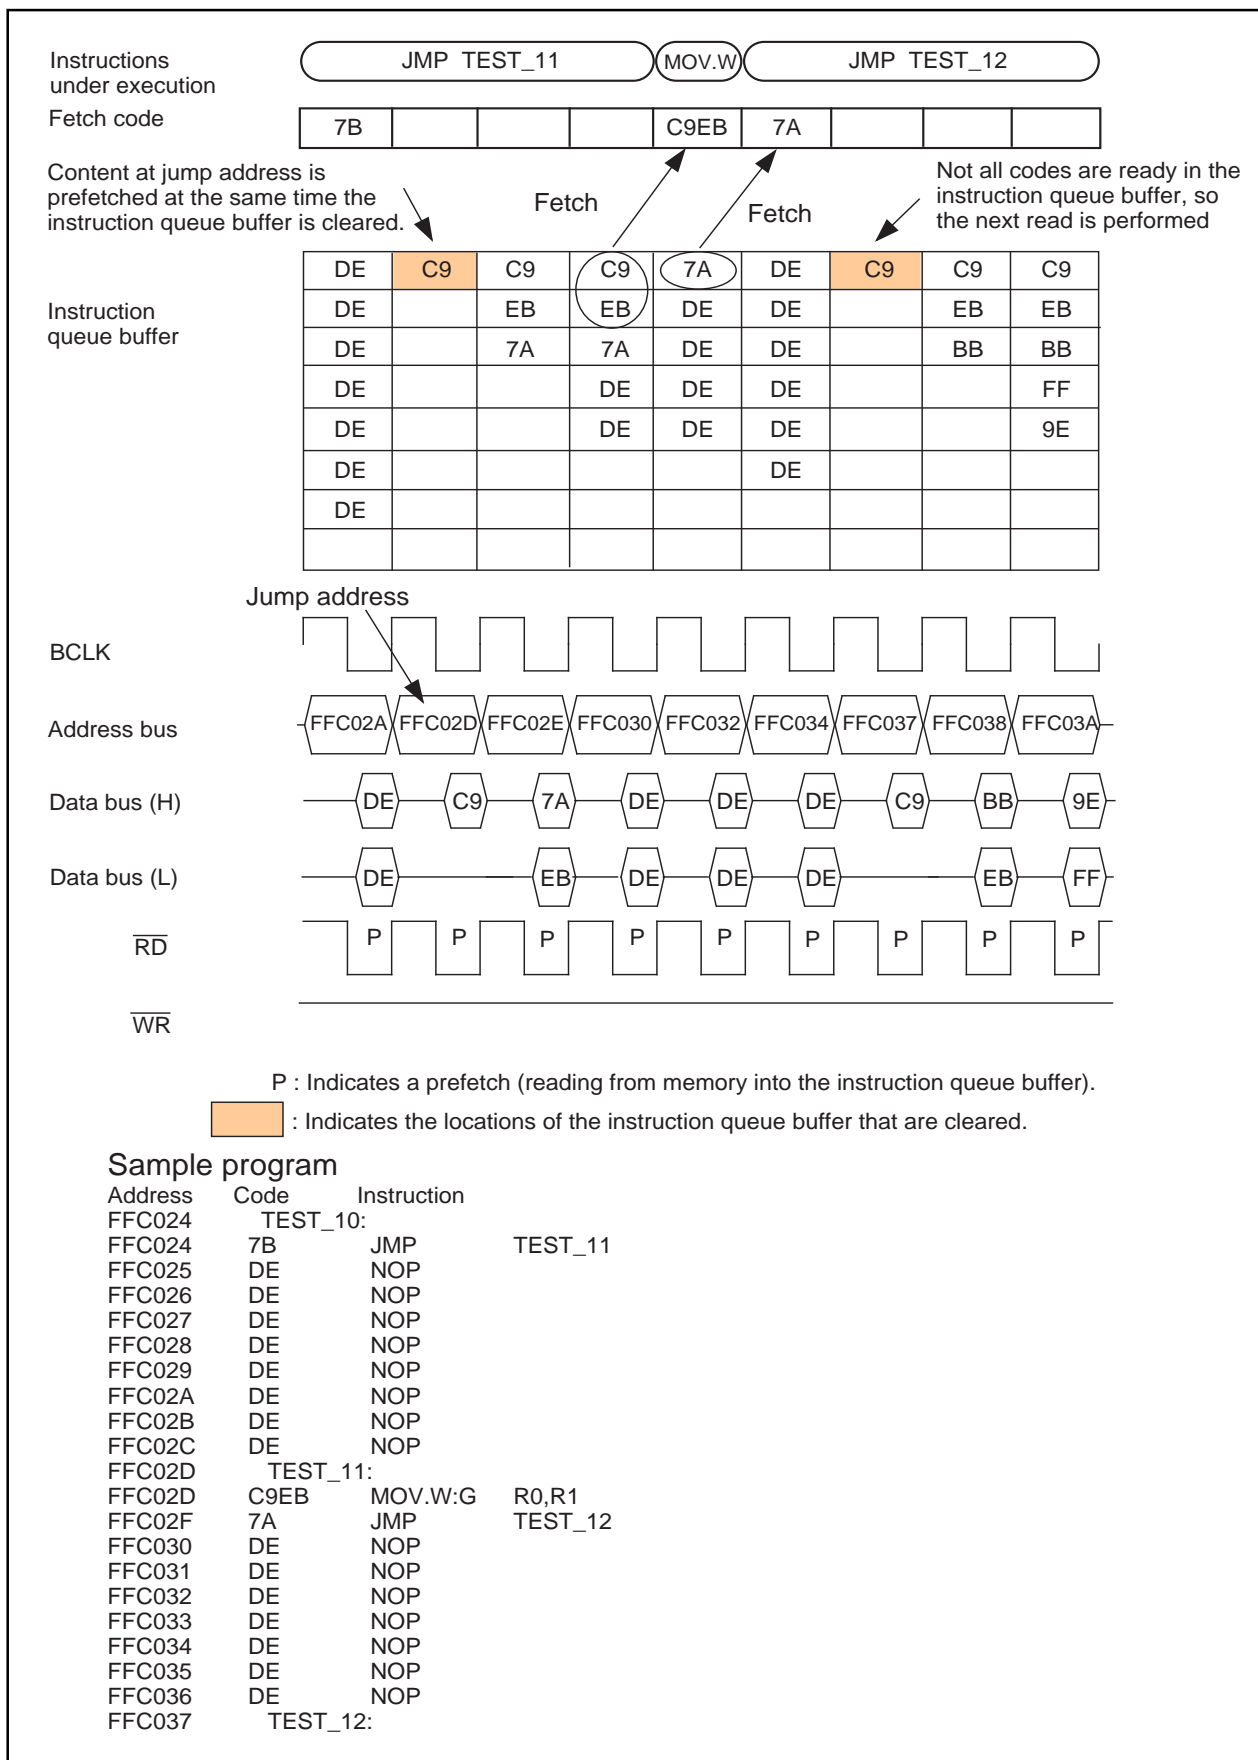 Instructions
under execution
JMP TEST_11 MOV.W JMP TEST_12
Fetch code
7B C9EB 7A
Content at jump address is
prefetched at the same time the
instruction queue buffer is cleared.
Fetch
Fetch
Not all codes are ready in the
instruction queue buffer, so
the next read is performed
Instruction
queue buffer
DE C9 C9 C9 7A DE C9 C9 C9
DE EB EB DE DE EB EB
DE 7A 7A DE DE BB BB
DE DE DE DE FF
DE DE DE DE 9E
DE DE
DE
Jump address
BCLK
Address bus
FFC02A FFC02D FFC02E FFC030 FFC032 FFC034 FFC037 FFC038 FFC03A
Data bus (H)
DE C9 7A DE DE DE C9 BB 9E
Data bus (L)
DE EB DE DE DE EB FF
RD
P P P P P P P P P
WR
P : Indicates a prefetch (reading from memory into the instruction queue buffer).
: Indicates the locations of the instruction queue buffer that are cleared.
Sample program
Address Code Instruction
FFC024 TEST_10:
FFC024 7B JMP TEST_11
FFC025 DE NOP
FFC026 DE NOP
FFC027 DE NOP
FFC028 DE NOP
FFC029 DE NOP
FFC02A DE NOP
FFC02B DE NOP
FFC02C DE NOP
FFC02D TEST_11:
FFC02D C9EB MOV.W:G R0,R1
FFC02F 7A JMP TEST_12
FFC030 DE NOP
FFC031 DE NOP
FFC032 DE NOP
FFC033 DE NOP
FFC034 DE NOP
FFC035 DE NOP
FFC036 DE NOP
FFC037 TEST_12: